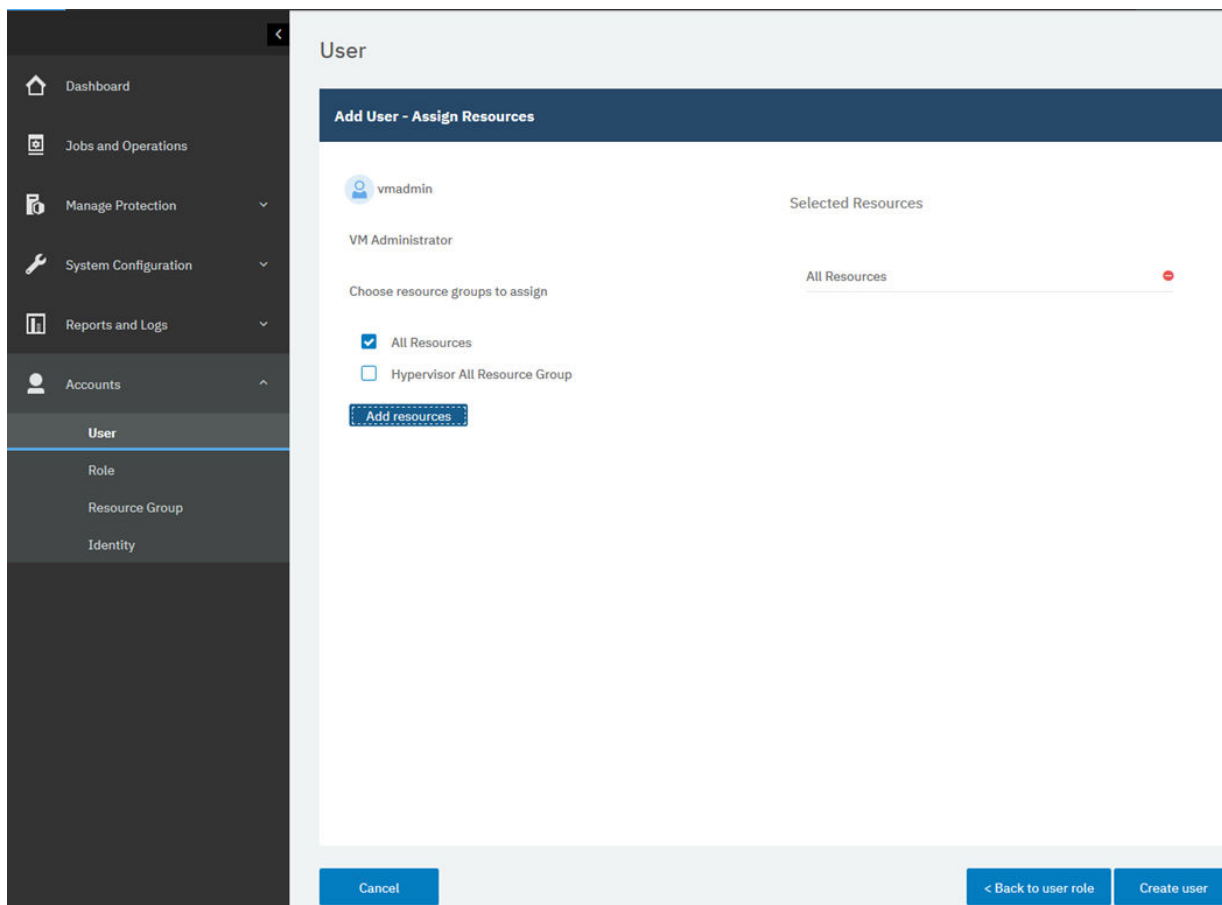 User
Dashboard
Jobs and Operations
Manage Protection
System Configuration
Reports and Logs
Accounts
User
Role
Resource Group
Identity
Add User - Assign Resources
vmadmin
VM Administrator
Choose resource groups to assign
All Resources
Hypervisor All Resource Group
Add resources
Selected Resources
All Resources
Cancel
< Back to user role
Create user